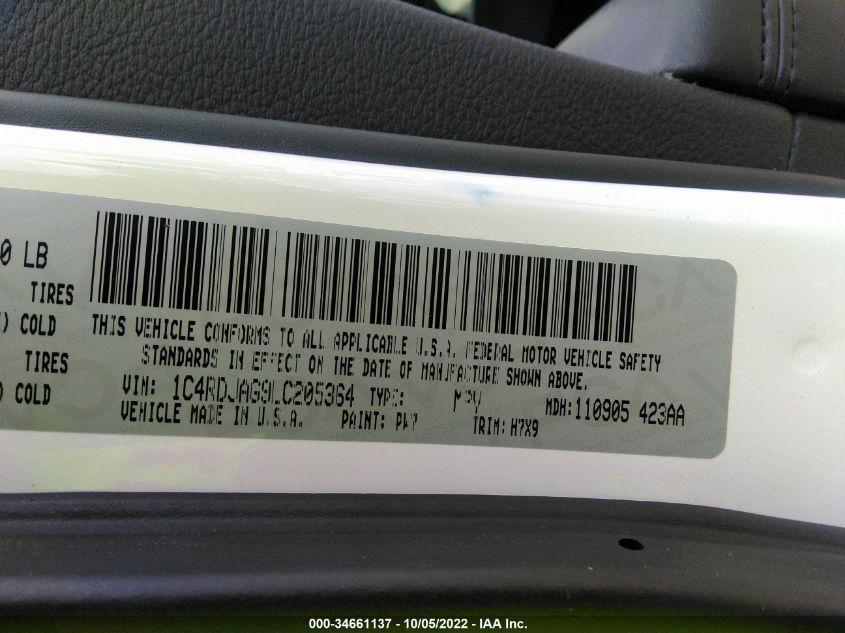 0 LB
TIRES
) COLD
TIRES
) COLD
THIS VEHICLE CONFORMS TO ALL APPLICABLE U.S.A. FEDERAL MOTOR VEHICLE SAFETY
STANDARDS IN EFFECT ON THE DATE OF MANUFACTURE SHOWN ABOVE.
VIN: 1C4RDJAG9LC205364 TYPE: MPV MDH:110905 423AA
VEHICLE MADE IN U.S.A. PAINT: PW7 TRIM: H7X9
000-34661137 - 10/05/2022 - IAA Inc.